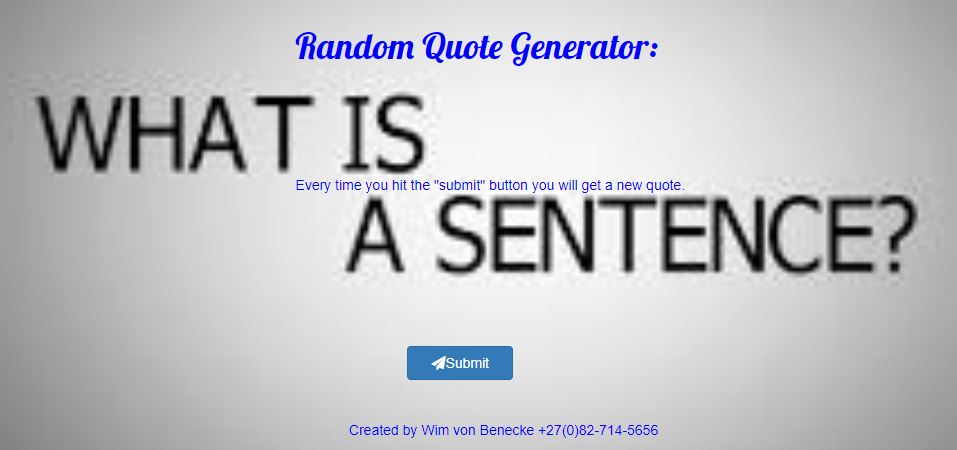 Random Quote Generator:
WHAT IS
Every time you hit the "submit" button you will get a new quote.
A SENTENCE?
Submit
Created by Wim von Benecke +27(0)82-714-5656